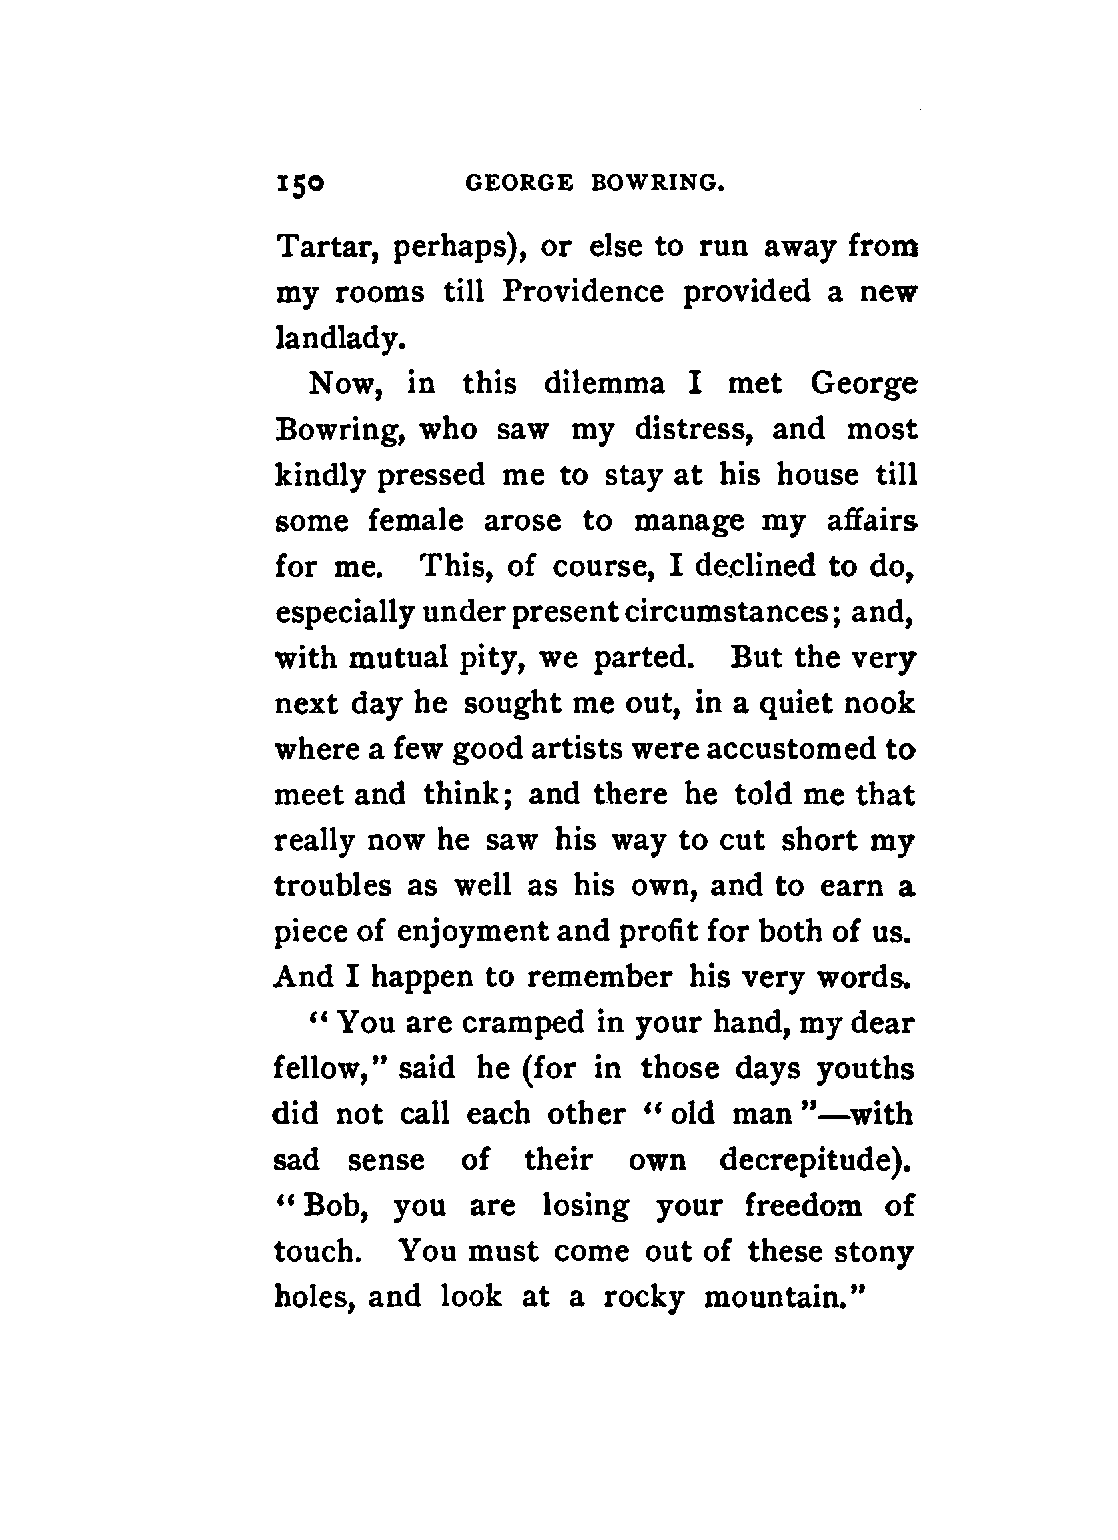 150 GEORGE BOWRING.
Tartar, perhaps), or else to run away from
my rooms till Providence provided a new
landlady.
Now, in this dilemma I met George
Bowring, who saw my distress, and most
kindly pressed me to stay at his house till
some female arose to manage my affairs
for me. This, of course, I declined to do,
especially under present circumstances; and,
with mutual pity, we parted. But the very
next day he sought me out, in a quiet nook
where a few good artists were accustomed to
meet and think; and there he told me that
really now he saw his way to cut short my
troubles as well as his own, and to earn a
piece of enjoyment and profit for both of us.
And I happen to remember his very words.
“You are cramped in your hand, my dear
fellow,” said he (for in those days youths
did not call each other “old man”—with
sad sense of their own decrepitude).
“Bob, you are losing your freedom of
touch. You must come out of these stony
holes, and look at a rocky mountain.”